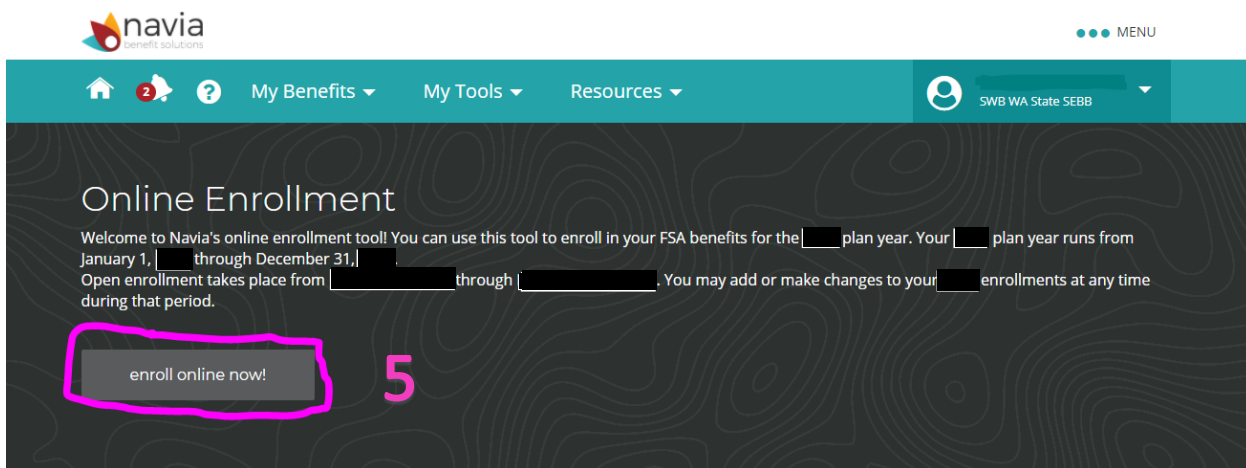 navia
benefit solutions
MENU
2
?
My Benefits
My Tools
Resources
SWB WA State SEBB
Online Enrollment
Welcome to Navia's online enrollment tool! You can use this tool to enroll in your FSA benefits for the plan year. Your plan year runs from
January 1, through December 31, .
Open enrollment takes place from through . You may add or make changes to your enrollments at any time
during that period.
enroll online now!
5